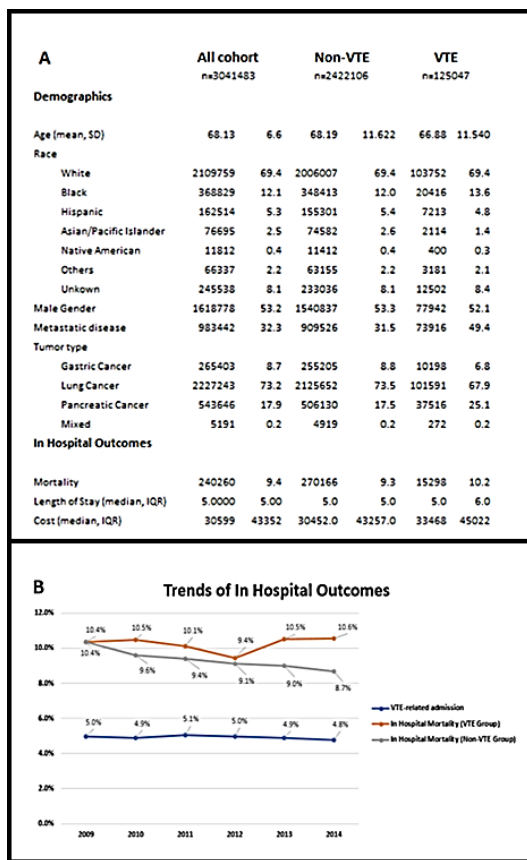 A All cohort Non-VTE VTE
n=3041483 n=2422106 n=125047
Demographics
Age (mean, SD) 68.13 6.6 68.19 11.622 66.88 11.540
Race
White 2109759 69.4 2006007 69.4 103752 69.4
Black 368829 12.1 348413 12.0 20416 13.6
Hispanic 162514 5.3 155301 5.4 7213 4.8
Asian/Pacific Islander 76695 2.5 74582 2.6 2114 1.4
Native American 11812 0.4 11412 0.4 400 0.3
Others 66337 2.2 63155 2.2 3181 2.1
Unkown 245538 8.1 233036 8.1 12502 8.4
Male Gender 1618778 53.2 1540837 53.3 77942 52.1
Metastatic disease 983442 32.3 909526 31.5 73916 49.4
Tumor type
Gastric Cancer 265403 8.7 255205 8.8 10198 6.8
Lung Cancer 2227243 73.2 2125652 73.5 101591 67.9
Pancreatic Cancer 543646 17.9 506130 17.5 37516 25.1
Mixed 5191 0.2 4919 0.2 272 0.2
In Hospital Outcomes
Mortality 240260 9.4 270166 9.3 15298 10.2
Length of Stay (median, IQR) 5.0000 5.00 5.0 5.0 5.0 6.0
Cost (median, IQR) 30599 43352 30452.0 43257.0 33468 45022
B Trends of In Hospital Outcomes
12.0%
10.4% 10.5% 10.1% 9.4% 10.5% 10.6%
10.0%
10.4% 9.6% 9.4% 9.1% 9.0% 8.7%
8.0%
6.0%
5.0% 4.9% 5.1% 5.0% 4.9% 4.8%
4.0%
2.0%
0.0%
2009 2010 2011 2012 2013 2014
VTE-related admission
In Hospital Mortality (VTE Group)
In Hospital Mortality (Non-VTE Group)